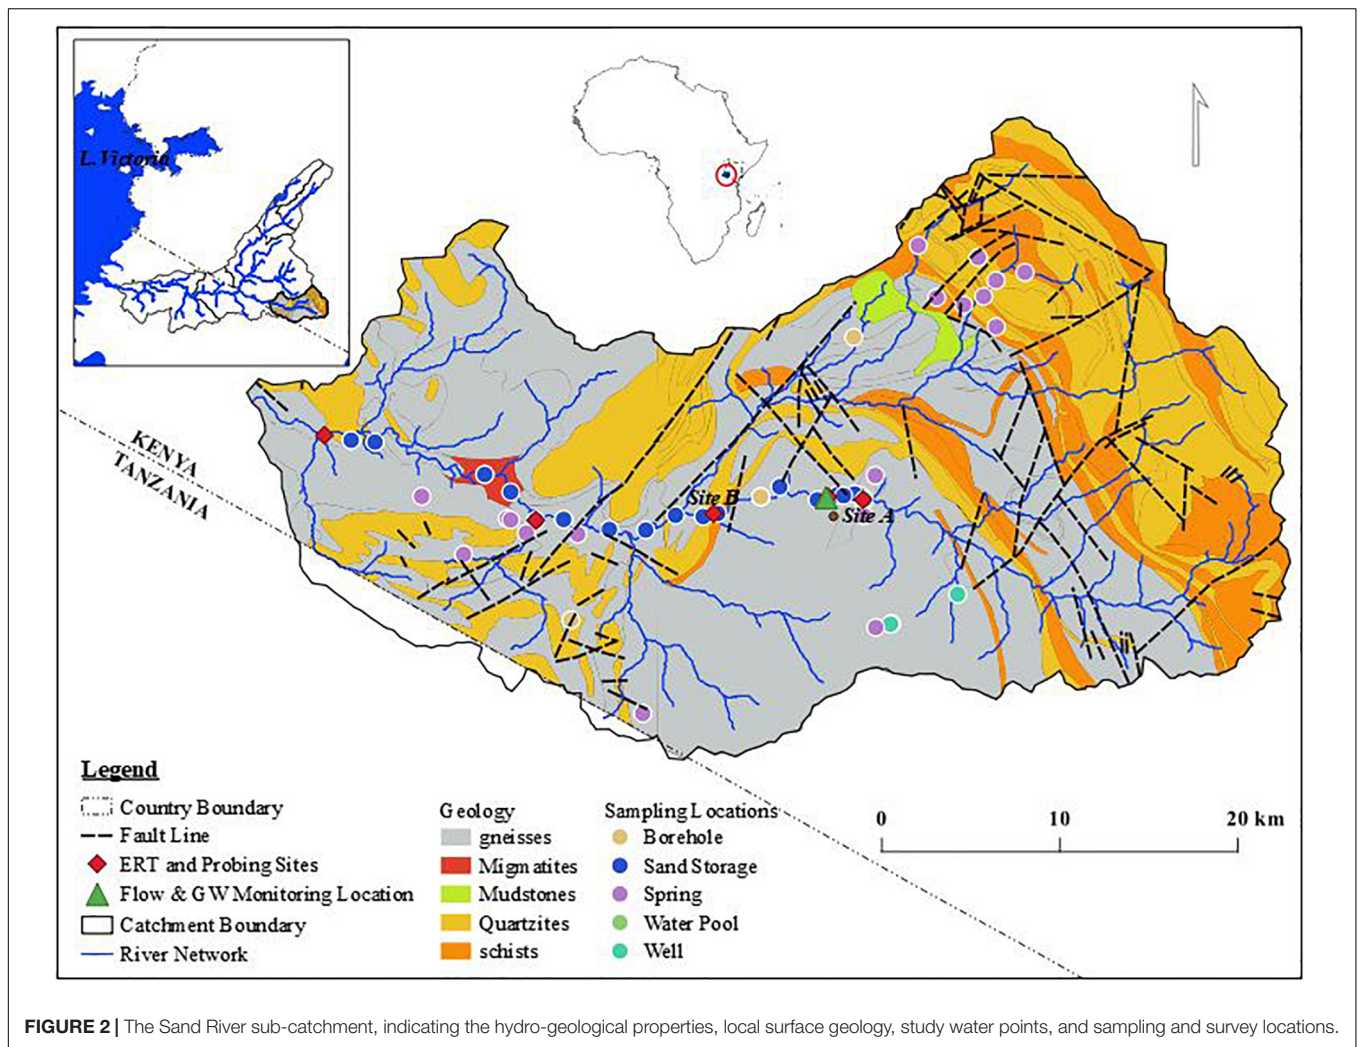 L. Victoria
KENYA
TANZANIA
Site B
Site A
Legend
Country Boundary
Fault Line
ERT and Probing Sites
Flow & GW Monitoring Location
Catchment Boundary
River Network
Geology
gneisses
Migmatites
Mudstones
Quartzites
schists
Sampling Locations
Borehole
Sand Storage
Spring
Water Pool
Well
0 10 20 km
FIGURE 2 | The Sand River sub-catchment, indicating the hydro-geological properties, local surface geology, study water points, and sampling and survey locations.